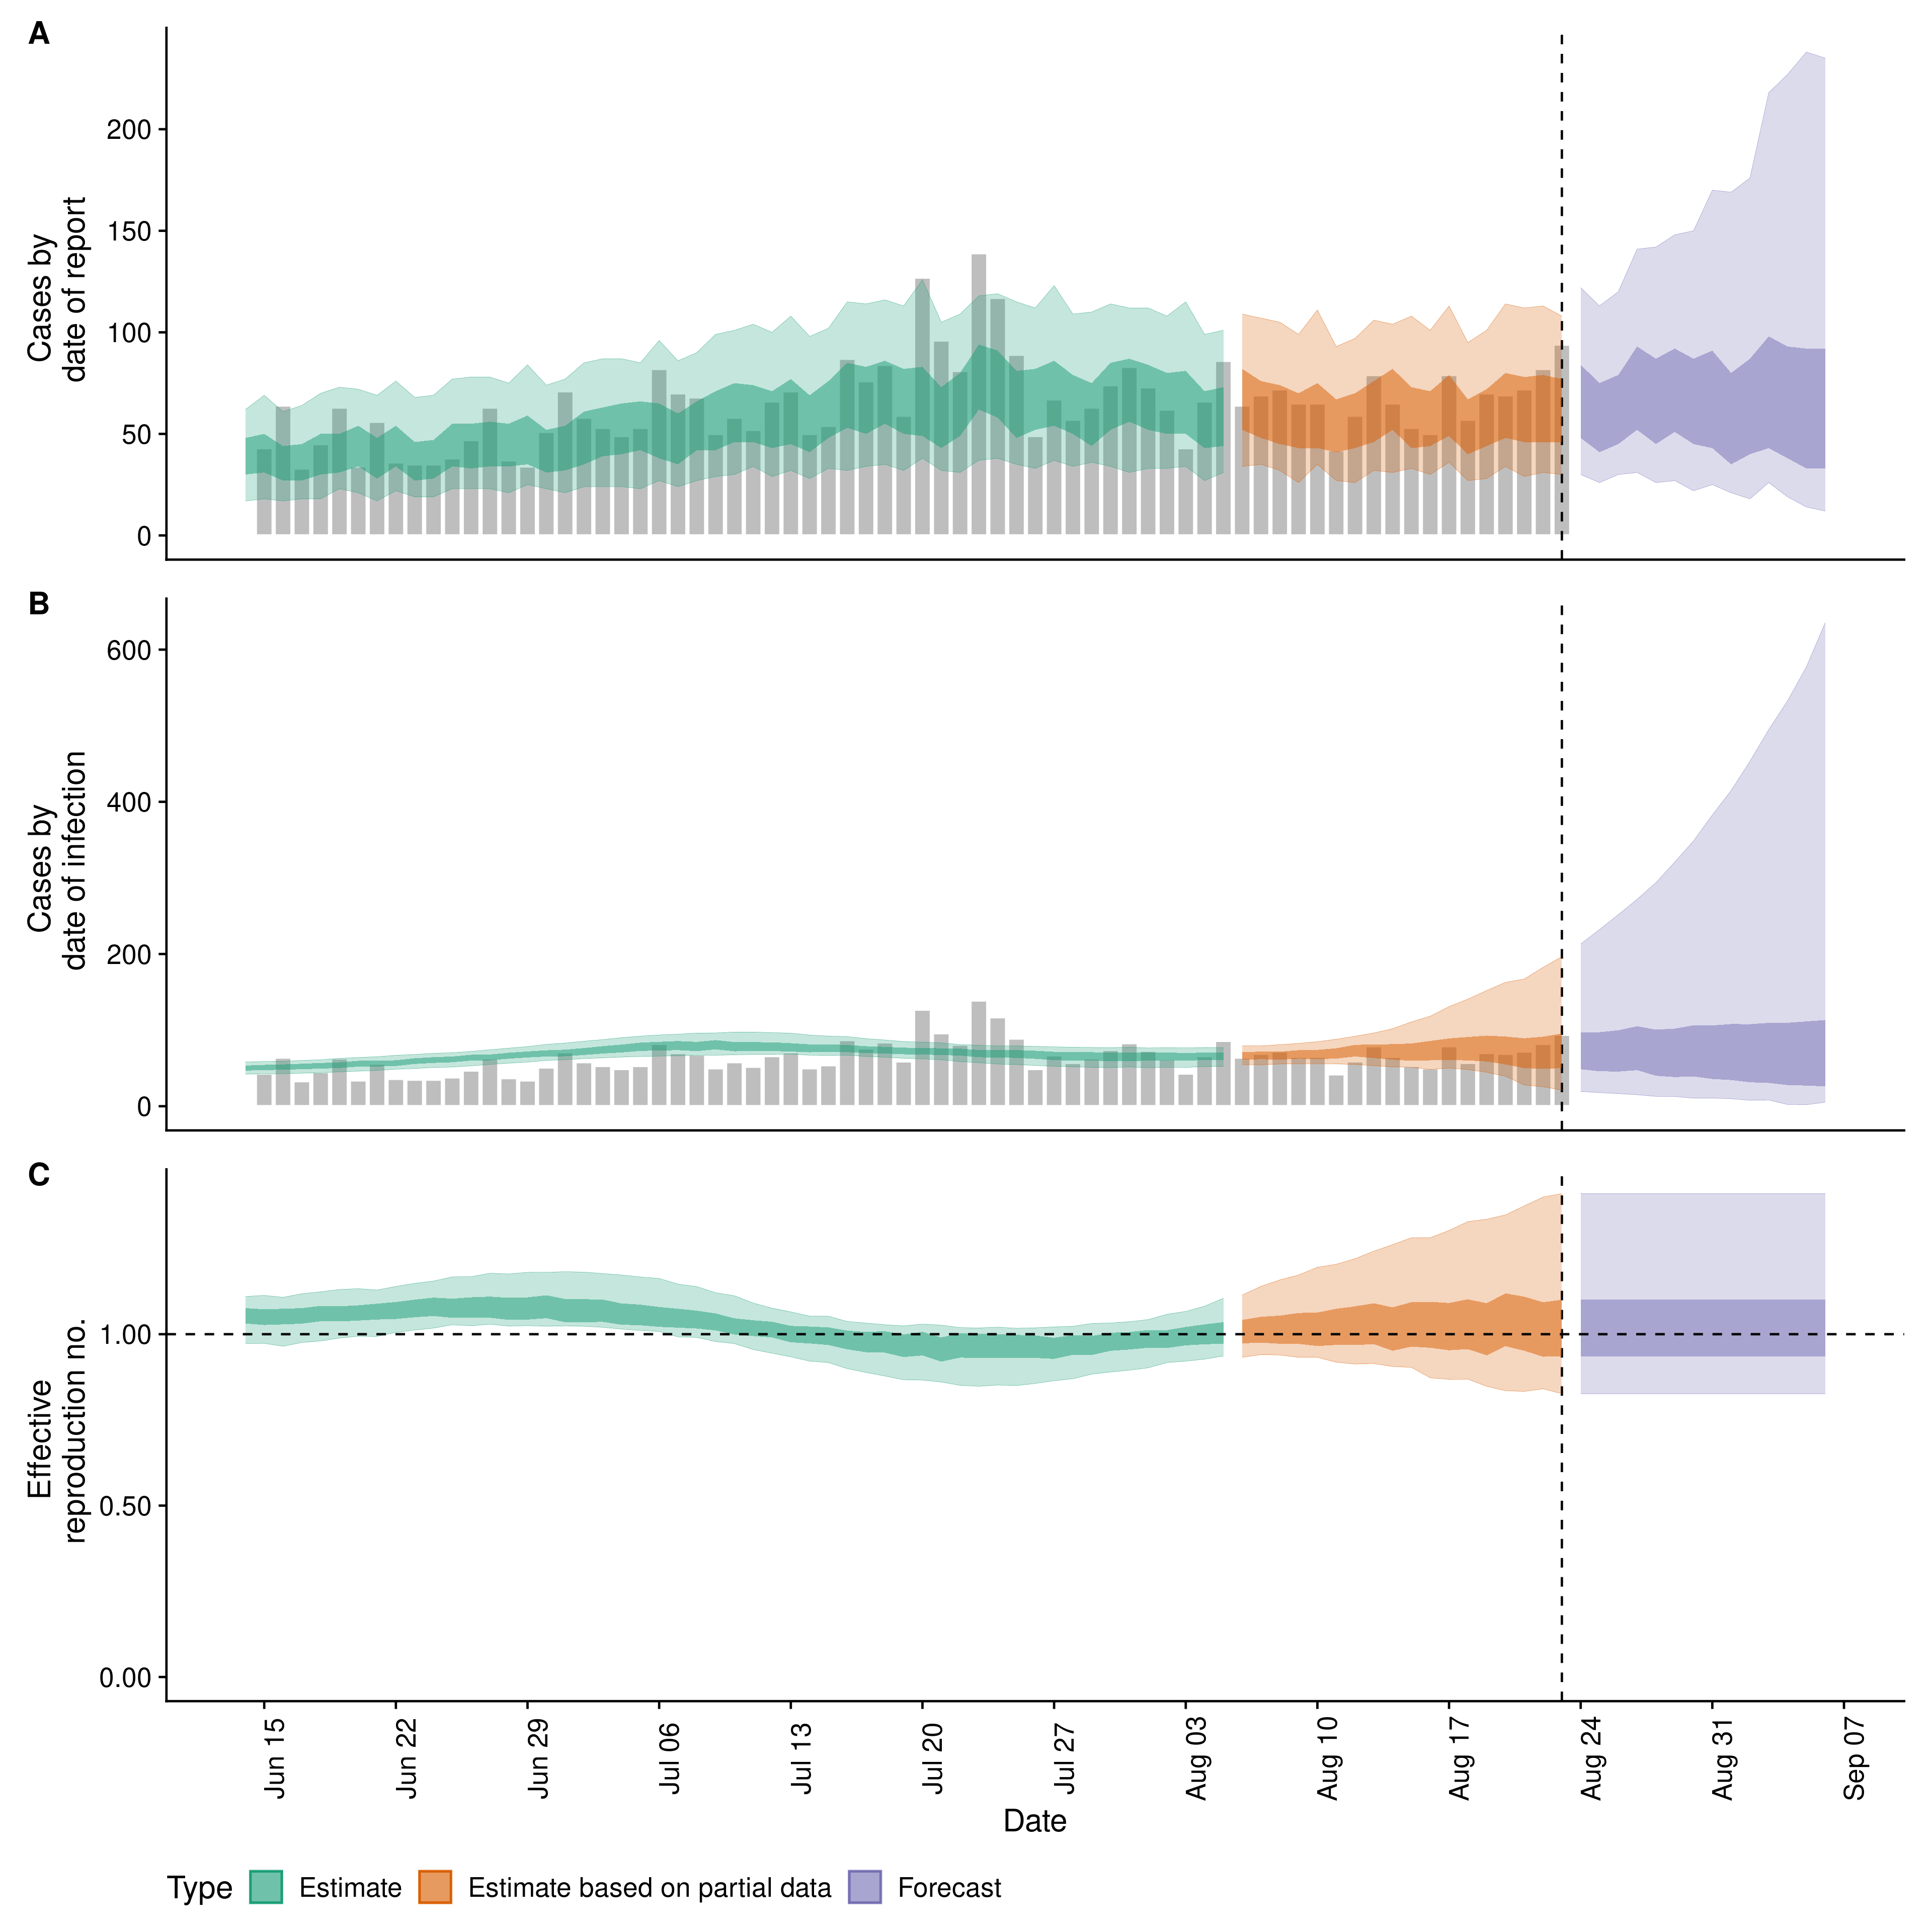 A
Cases by
date of report
200
150
100
50
0
B
Cases by
date of infection
600
400
200
0
C
Effective
reproduction no.
1.00
0.50
0.00
Jun 15
Jun 22
Jun 29
Jul 06
Jul 13
Jul 20
Jul 27
Aug 03
Aug 10
Aug 17
Aug 24
Aug 31
Sep 07
Date
Type Estimate Estimate based on partial data Forecast